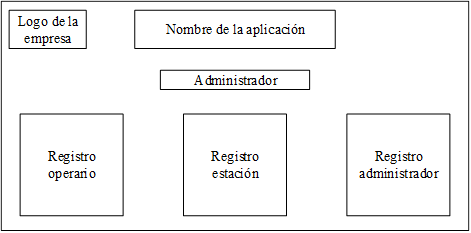 Logo de la
empresa
Nombre de la aplicación
Administrador
Registro
operario
Registro
estación
Registro
administrador